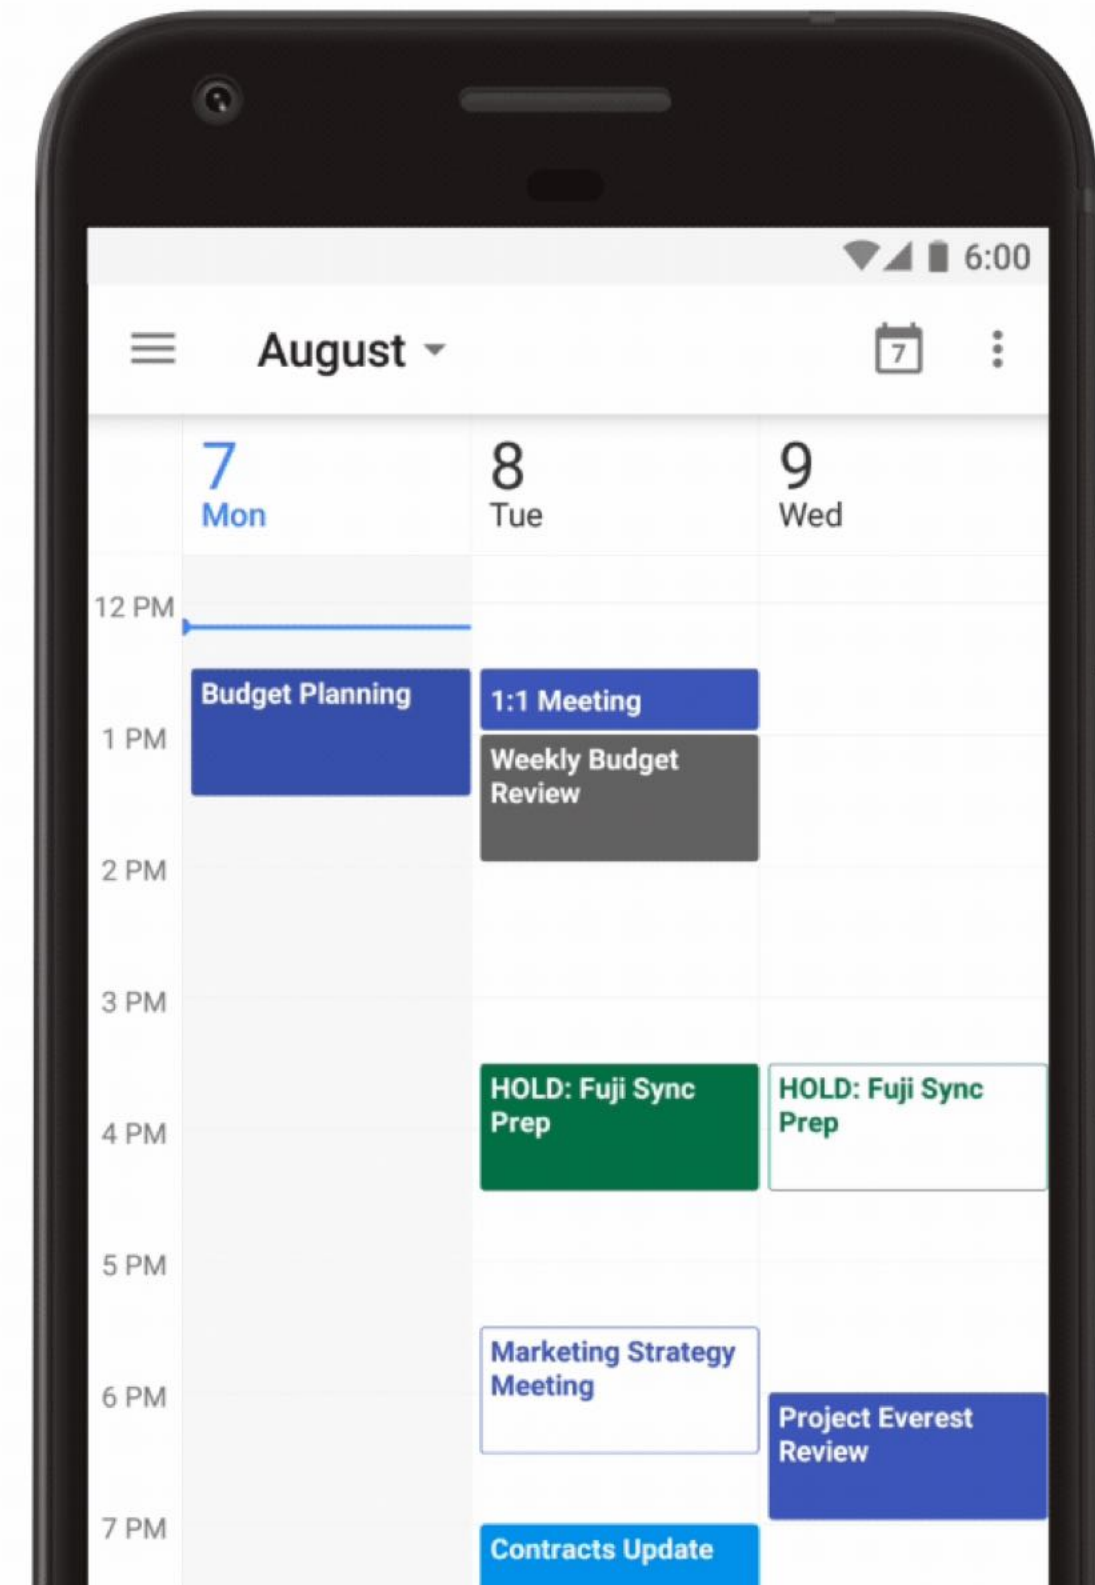 6:00
August
7
7
Mon
8
Tue
9
Wed
12 PM
Budget Planning
1:1 Meeting
1 PM
Weekly Budget
Review
2 PM
3 PM
HOLD: Fuji Sync
Prep
HOLD: Fuji Sync
Prep
4 PM
5 PM
Marketing Strategy
Meeting
6 PM
Project Everest
Review
7 PM
Contracts Update